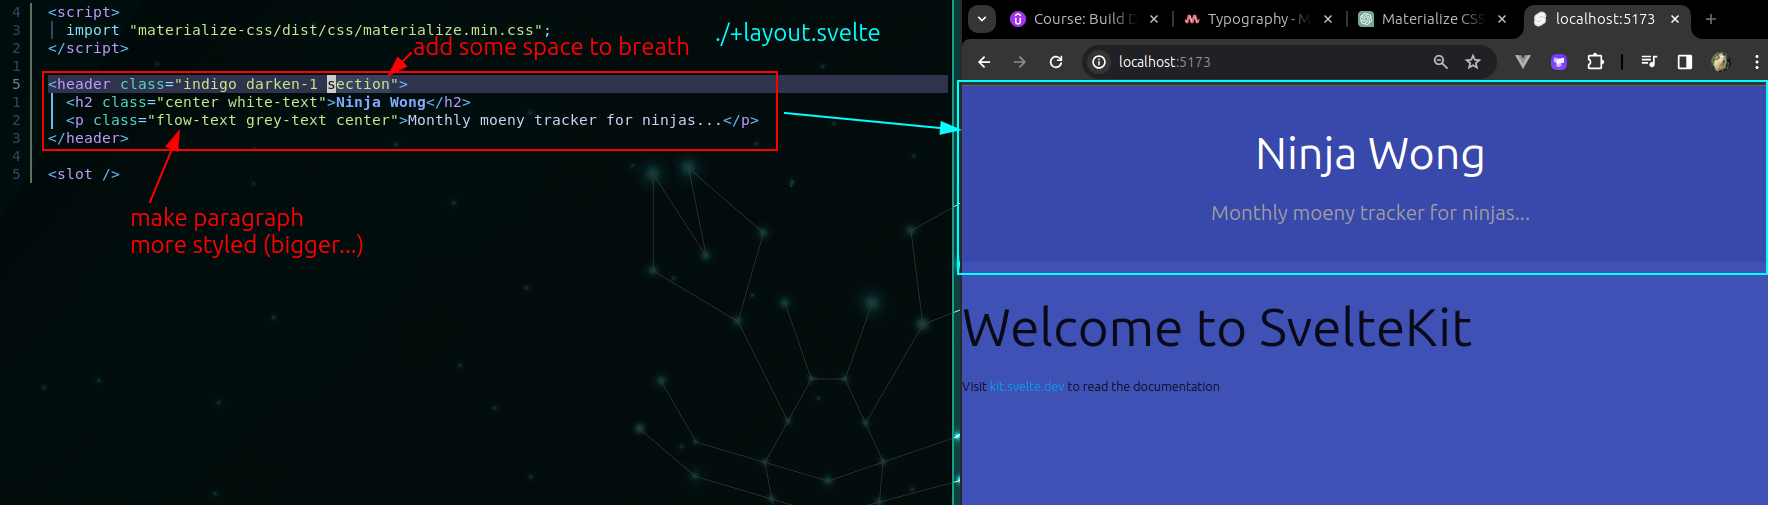 4 <script>
3 import "materialize-css/dist/css/materialize.min.css";
2 </script>
1
5 <header class="indigo darken-1 section">
1 <h2 class="center white-text">Ninja Wong</h2>
2 <p class="flow-text grey-text center">Monthly moeny tracker for ninjas...</p>
3 </header>
4
5 <slot />
add some space to breath
./+layout.svelte
make paragraph
more styled (bigger...)
Course: Build D
Typography - M
Materialize CSS
localhost:5173
localhost:5173
Ninja Wong
Monthly moeny tracker for ninjas...
Welcome to SvelteKit
Visit kit.svelte.dev to read the documentation